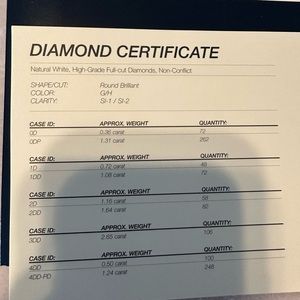 DIAMOND CERTIFICATE
Natural White, High-Grade Full-cut Diamonds, Non-Conflict
SHAPE/CUT: Round Brilliant
COLOR: G/H
CLARITY: SI-1 / SI-2
CASE ID: APPROX. WEIGHT QUANTITY:
0D 0.36 carat 72
0DP 1.31 carat 262
CASE ID: APPROX. WEIGHT: QUANTITY:
1D 0.72 carat 48
1DD 1.08 carat 72
CASE ID: APPROX. WEIGHT: QUANTITY:
2D 1.16 carat 58
2DD 1.64 carat 82
CASE ID: APPROX. WEIGHT: QUANTITY:
3DD 2.65 carat 106
CASE ID: APPROX. WEIGHT: QUANTITY:
4DD 0.50 carat 100
4DD-PD 1.24 carat 248